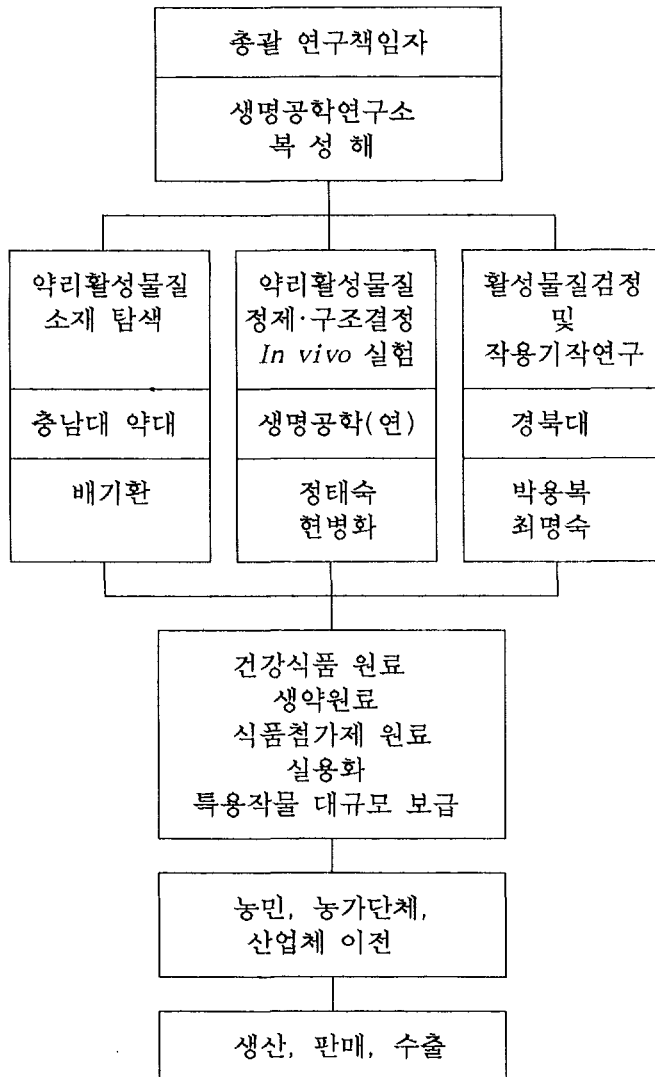 총괄 연구책임자
생명공학연구소
복 성 해
약리활성물질
소재 탐색
충남대 약대
배기환
약리활성물질
정제·구조결정
In vivo 실험
생명공학(연)
정태숙
현병화
활성물질검정
및
작용기작연구
경북대
박용복
최명숙
건강식품 원료
생약원료
식품첨가제 원료
실용화
특용작물 대규모 보급
농민, 농가단체,
산업체 이전
생산, 판매, 수출